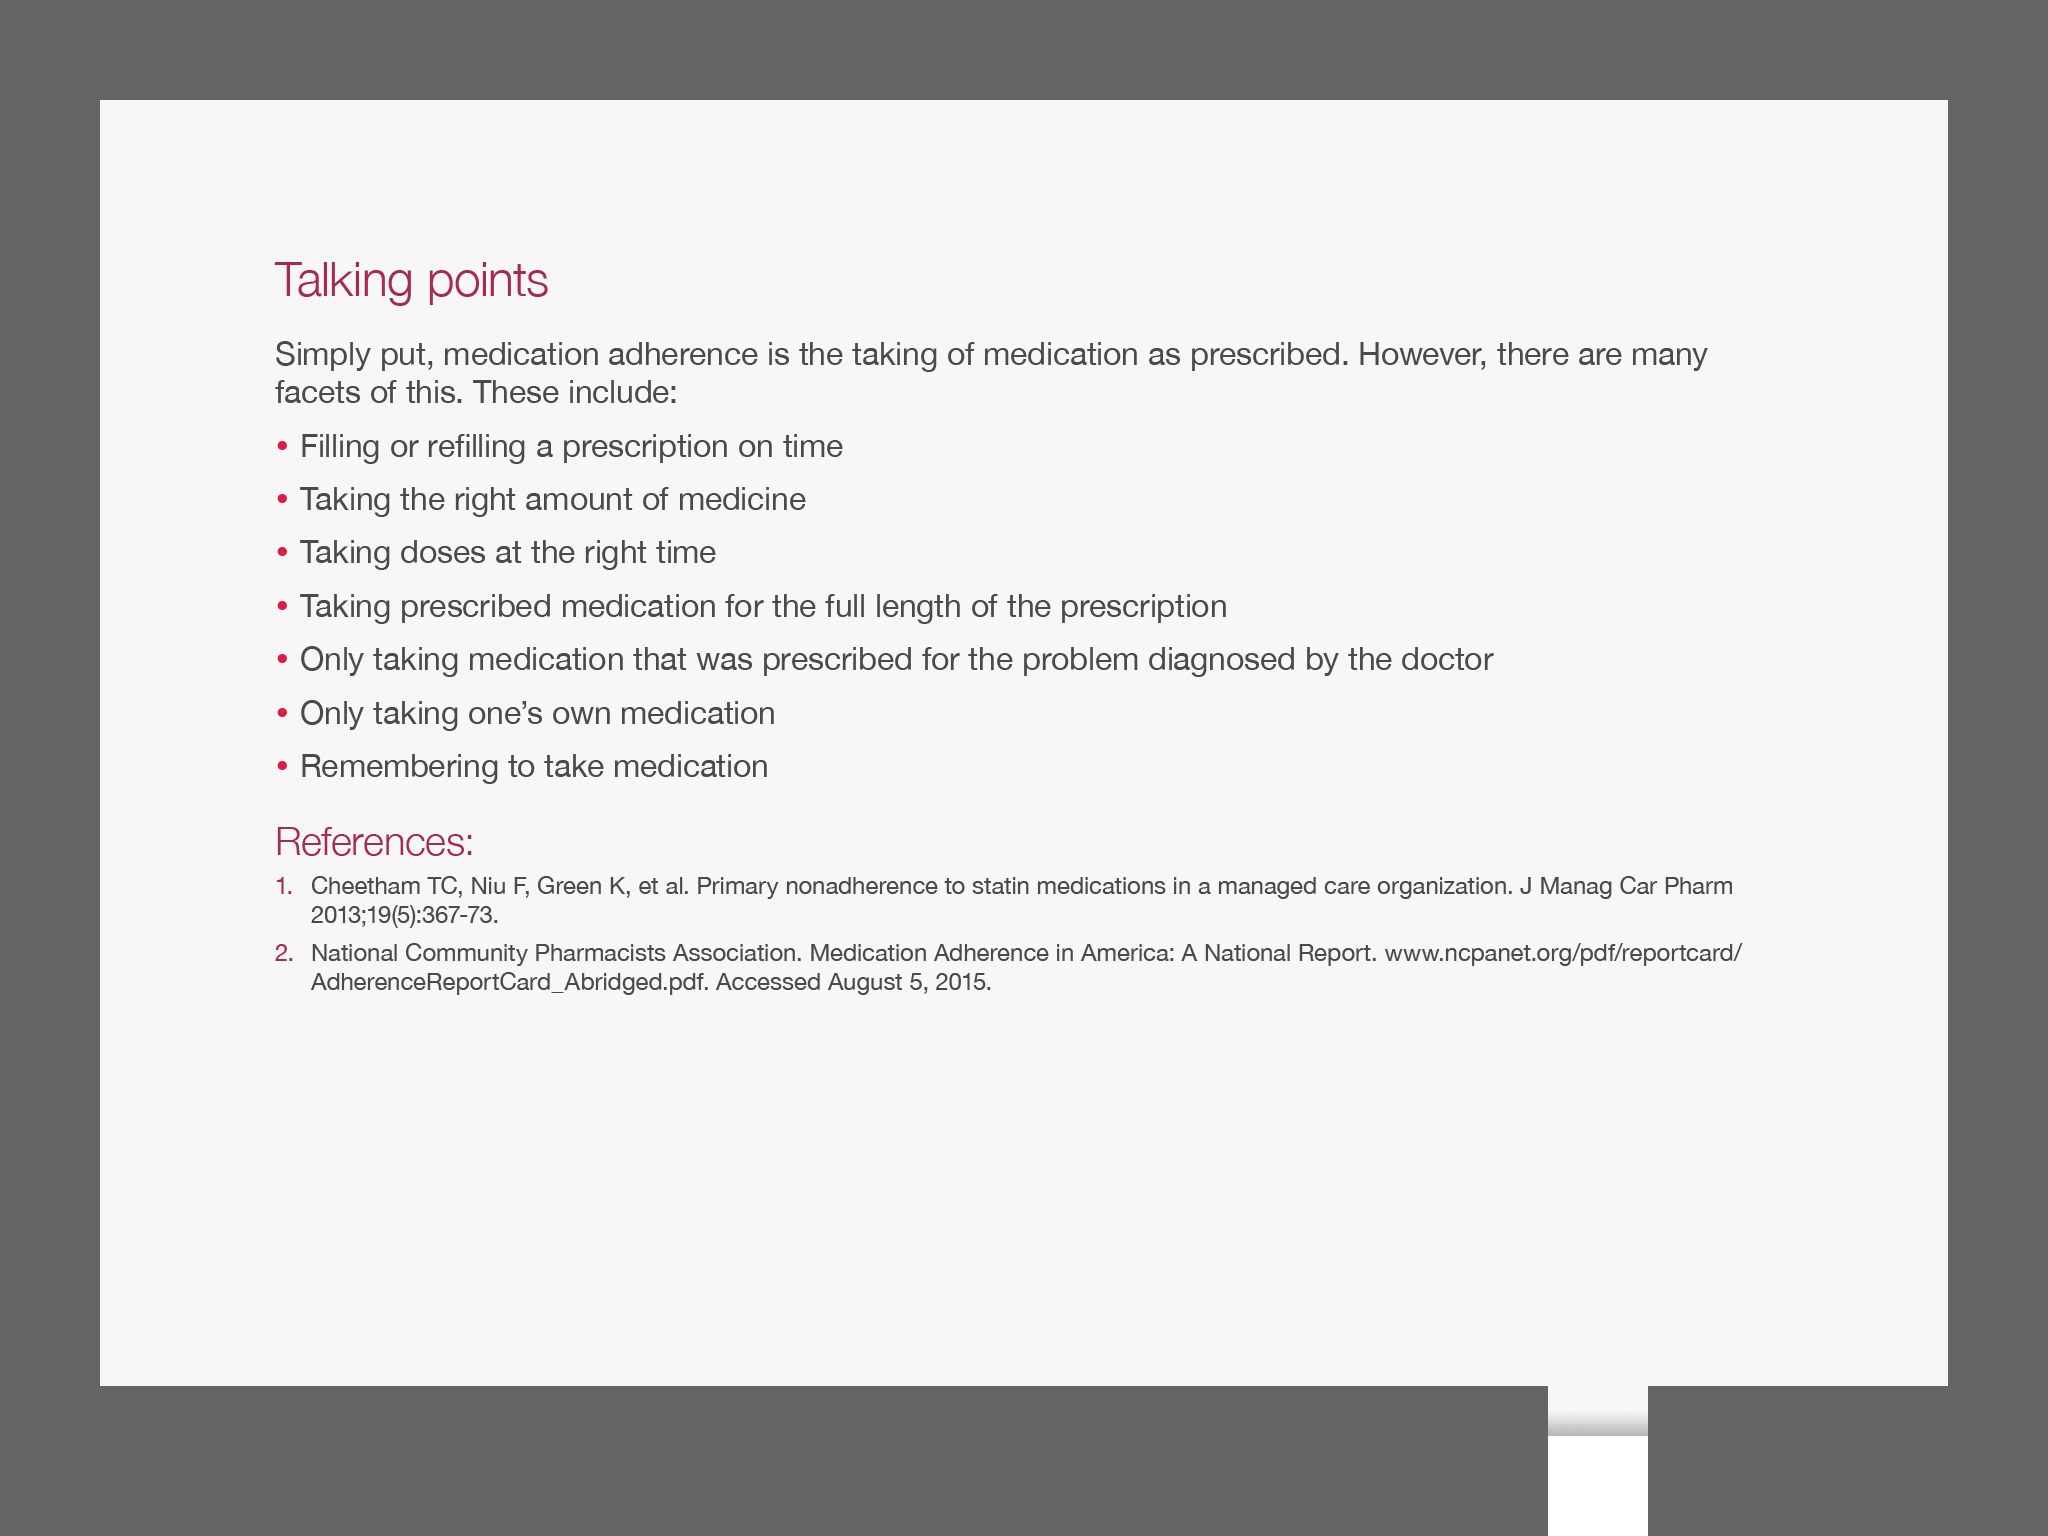 Talking points
Simply put, medication adherence is the taking of medication as prescribed. However, there are many
facets of this. These include:
• Filling or refilling a prescription on time
• Taking the right amount of medicine
• Taking doses at the right time
• Taking prescribed medication for the full length of the prescription
• Only taking medication that was prescribed for the problem diagnosed by the doctor
• Only taking one’s own medication
• Remembering to take medication
References:
1. Cheetham TC, Niu F, Green K, et al. Primary nonadherence to statin medications in a managed care organization. J Manag Car Pharm
2013;19(5):367-73.
2. National Community Pharmacists Association. Medication Adherence in America: A National Report. www.ncpanet.org/pdf/reportcard/
AdherenceReportCard_Abridged.pdf. Accessed August 5, 2015.